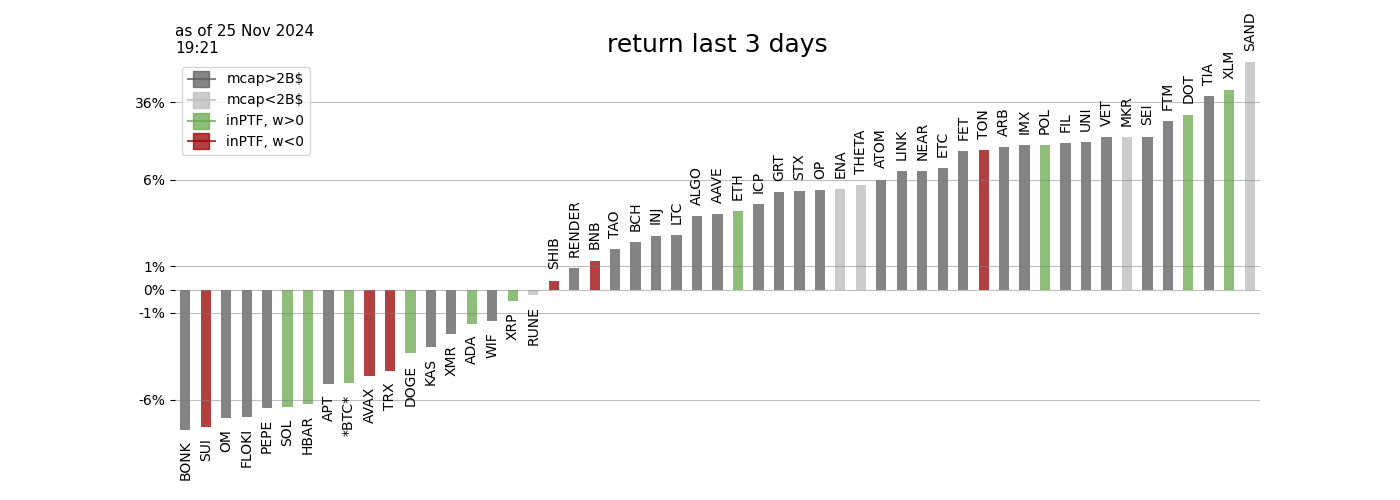 as of 25 Nov 2024
19:21
return last 3 days
mcap>2B$
mcap<2B$
inPTF, w>0
inPTF, w<0
36%
6%
1%
0%
-1%
-6%
BONK
SUI
OM
FLOKI
PEPE
SOL
HBAR
APT
*BTC*
AVAX
TRX
DOGE
KAS
XMR
ADA
WIF
XRP
RUNE
SHIB
RENDER
BNB
TAO
BCH
INJ
LTC
ALGO
AAVE
ETH
ICP
GRT
STX
OP
ENA
THETA
ATOM
LINK
NEAR
ETC
FET
TON
ARB
IMX
POL
FIL
UNI
VET
MKR
SEI
FTM
DOT
TIA
XLM
SAND